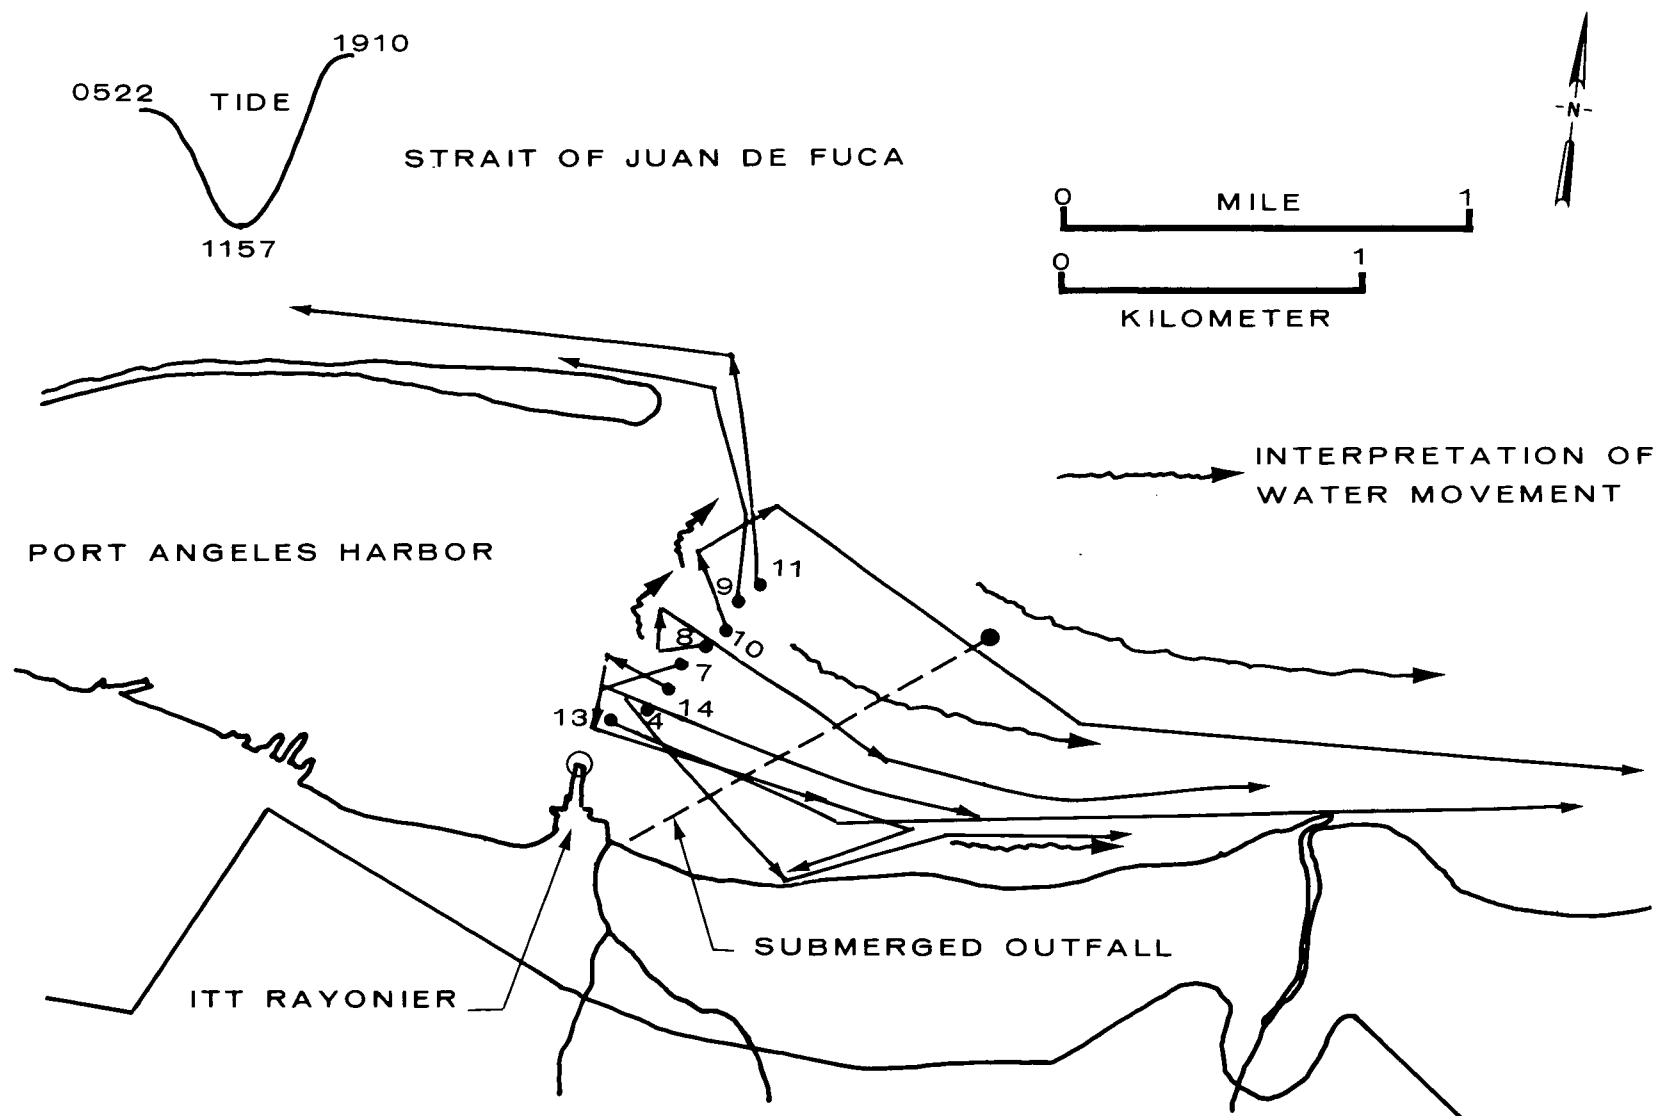 1910
0522
TIDE
1157
STRAIT OF JUAN DE FUCA
-N-
0 1
MILE
0 1
KILOMETER
INTERPRETATION OF
WATER MOVEMENT
PORT ANGELES HARBOR
11
9
10
8
7
14
13
4
SUBMERGED OUTFALL
ITT RAYONIER